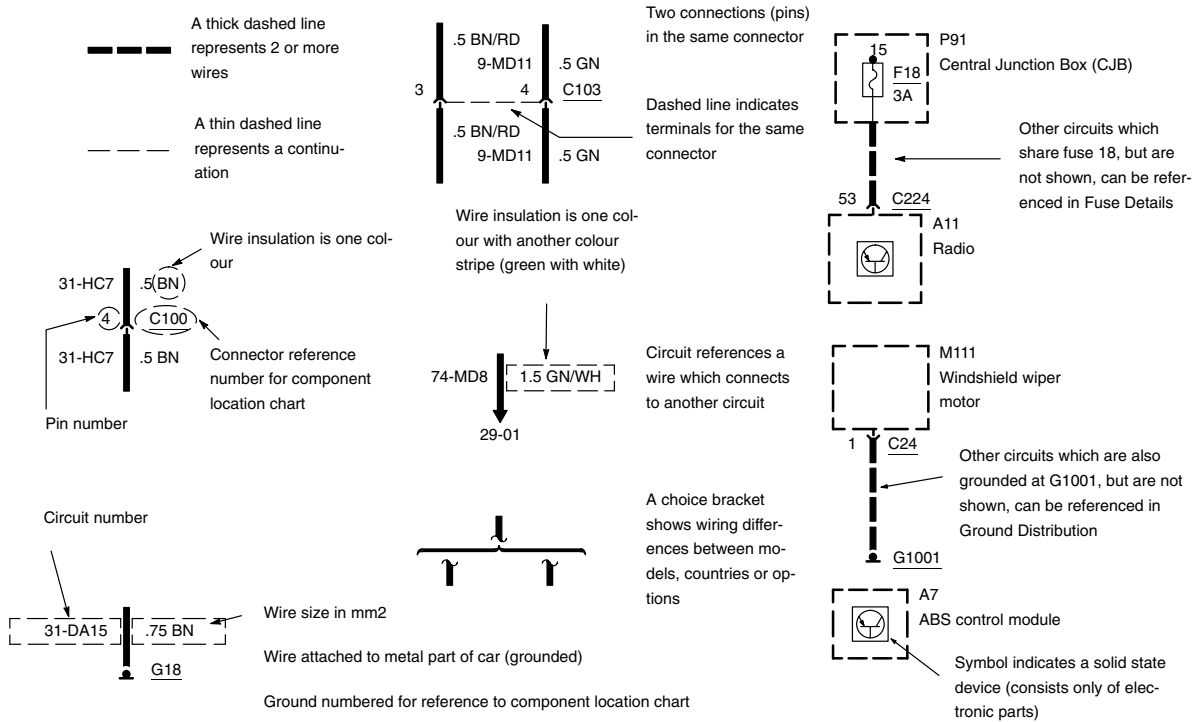 A thick dashed line
represents 2 or more
wires
A thin dashed line
represents a continu-
ation
Wire insulation is one col-
our
31-HC7
.5 BN
4
C100
31-HC7
.5 BN
Connector reference
number for component
location chart
Pin number
Circuit number
31-DA15
.75 BN
G18
Wire size in mm2
Wire attached to metal part of car (grounded)
Ground numbered for reference to component location chart
.5 BN/RD
9-MD11
.5 GN
3
4
C103
.5 BN/RD
9-MD11
.5 GN
Two connections (pins)
in the same connector
Dashed line indicates
terminals for the same
connector
Wire insulation is one col-
our with another colour
stripe (green with white)
74-MD8
1.5 GN/WH
29-01
Circuit references a
wire which connects
to another circuit
A choice bracket
shows wiring differ-
ences between mo-
dels, countries or op-
tions
P91
Central Junction Box (CJB)
15
F18
3A
Other circuits which
share fuse 18, but are
not shown, can be refer-
enced in Fuse Details
53
C224
A11
Radio
M111
Windshield wiper
motor
1
C24
Other circuits which are also
grounded at G1001, but are not
shown, can be referenced in
Ground Distribution
G1001
A7
ABS control module
Symbol indicates a solid state
device (consists only of elec-
tronic parts)